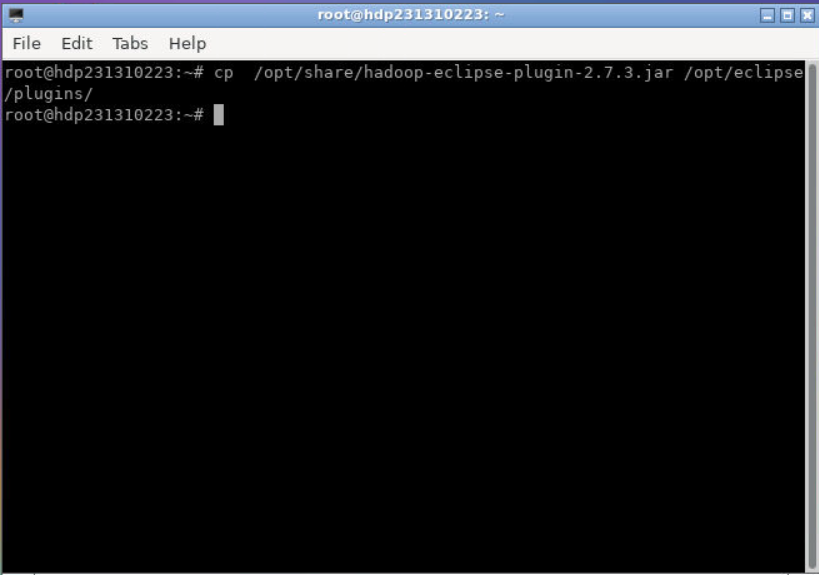 root@hdp231310223: ~
File Edit Tabs Help
root@hdp231310223:~# cp  /opt/share/hadoop-eclipse-plugin-2.7.3.jar /opt/eclipse
/plugins/
root@hdp231310223:~#